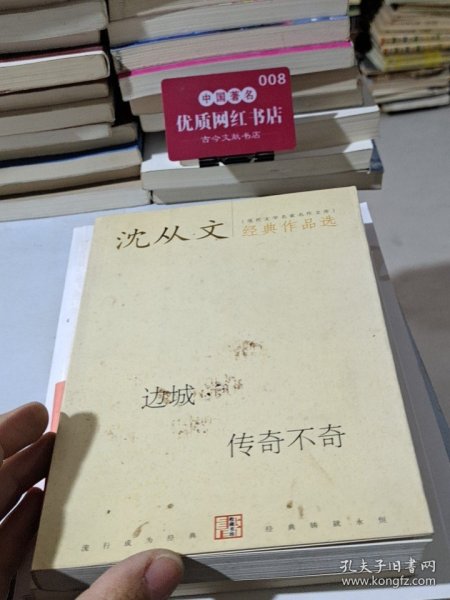 008
中国著名
优质网红书店
古今文献书店
沈从文
(现代文学名家名作文库)
经典作品选
边城·
传奇不奇
流行成为经典
经典铸就永恒
孔夫子旧书网
www.kongfz.com